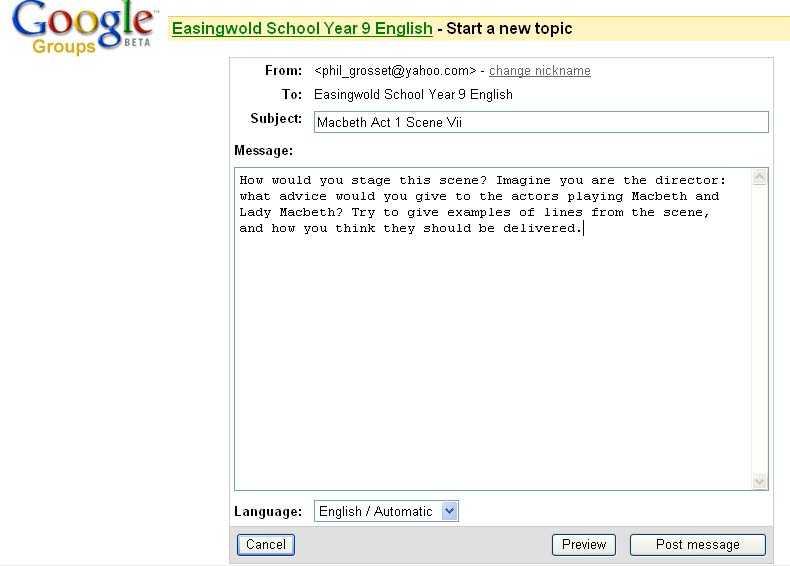 Google™
Groups BETA
Easingwold School Year 9 English - Start a new topic
From: <phil_grosset@yahoo.com> - change nickname
To: Easingwold School Year 9 English
Subject: Macbeth Act 1 Scene Vii
Message:
How would you stage this scene? Imagine you are the director:
what advice would you give to the actors playing Macbeth and
Lady Macbeth? Try to give examples of lines from the scene,
and how you think they should be delivered.
Language: English / Automatic
Cancel Preview Post message